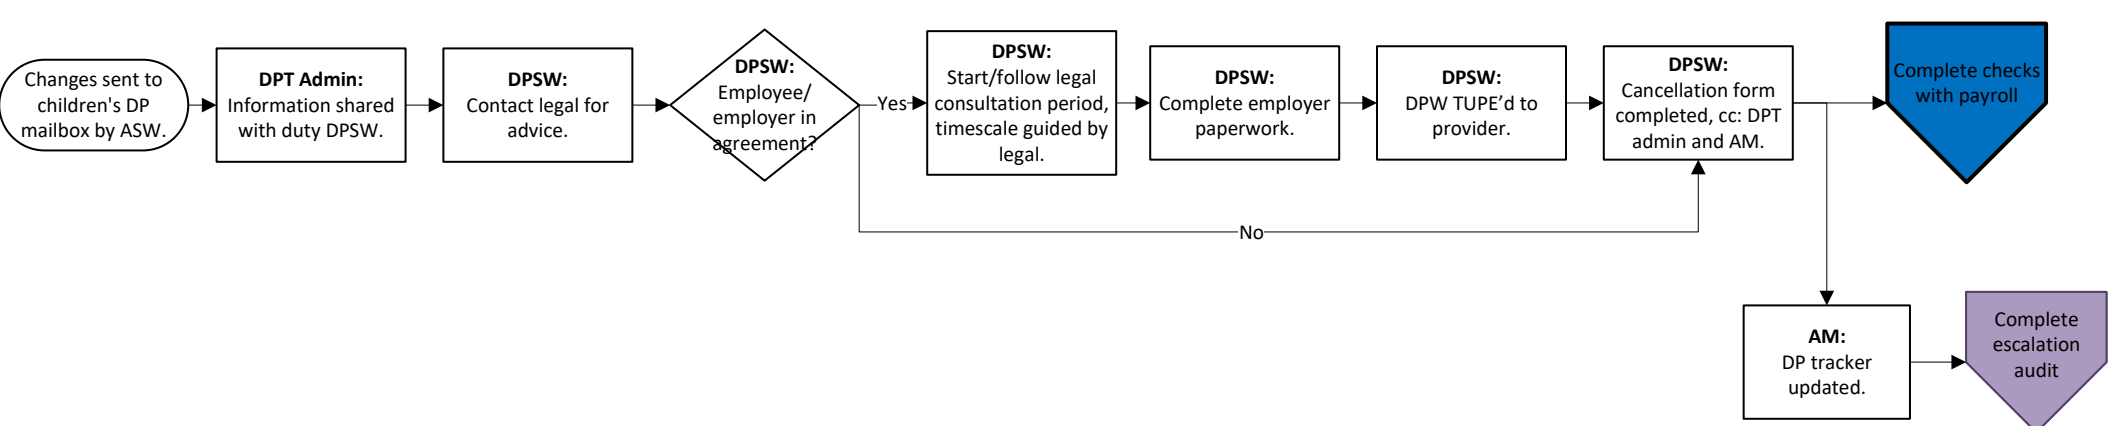 Changes sent to
children's DP
mailbox by ASW.
DPT Admin:
Information shared
with duty DPSW.
DPSW:
Contact legal for
advice.
DPSW:
Employee/
employer in
agreement?
Yes
DPSW:
Start/follow legal
consultation period,
timescale guided by
legal.
DPSW:
Complete employer
paperwork.
DPSW:
DPW TUPE’d to
provider.
DPSW:
Cancellation form
completed, cc: DPT
admin and AM.
Complete checks
with payroll
No
AM:
DP tracker
updated.
Complete
escalation
audit